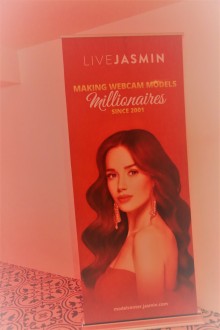 LIVEJASMIN
MAKING WEBCAM MODELS
Millionaires
SINCE 2001